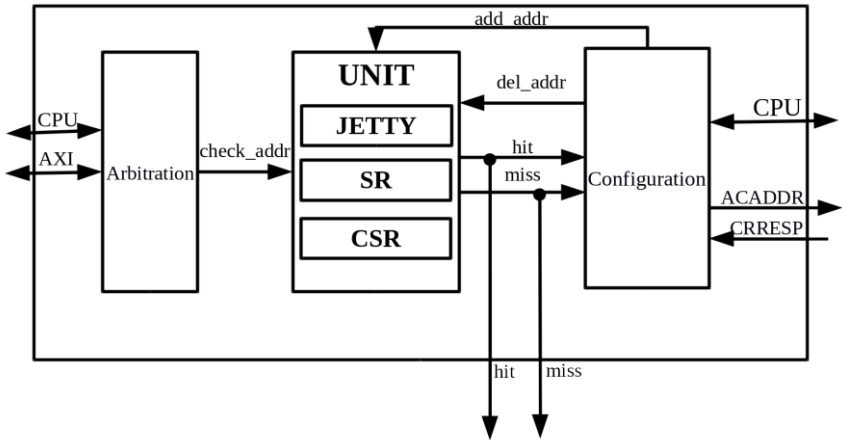 add_addr
UNIT
del_addr
CPU
CPU
JETTY
hit
AXI
check_addr
miss
Arbitration
SR
Configuration
ACADDR
CRRESP
CSR
hit
miss